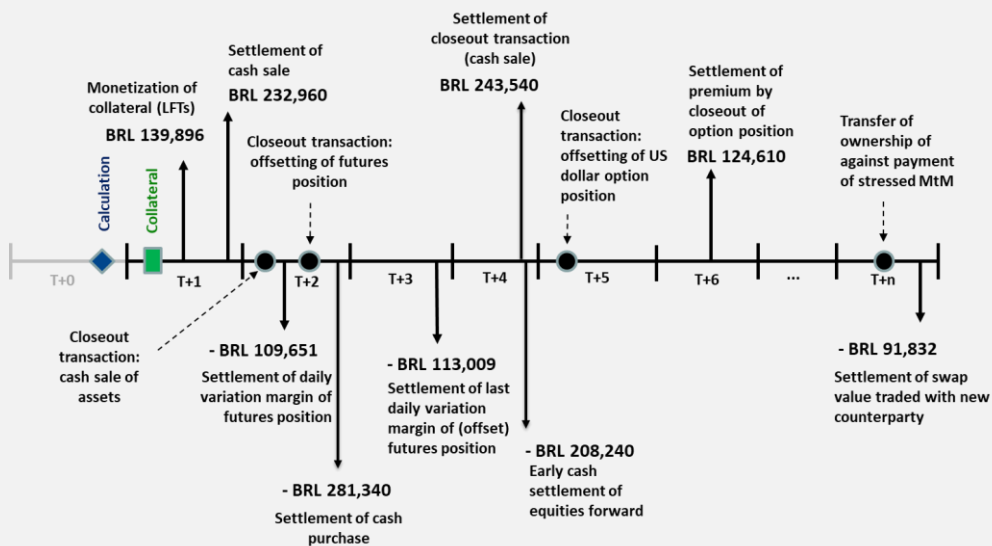 Monetization of
collateral (LFTs)
BRL 139,896
Settlement of
cash sale
BRL 232,960
Closeout transaction:
offsetting of futures
position
Settlement of
closeout transaction
(cash sale)
BRL 243,540
Closeout
transaction:
offsetting of US
dollar option
position
Settlement of
premium by
closeout of
option position
BRL 124,610
Transfer of
ownership of
against payment
of stressed MtM
Calculation
Collateral
T+0
T+1
T+2
T+3
T+4
T+5
T+6
...
T+n
Closeout
transaction:
cash sale of
assets
- BRL 109,651
Settlement of daily
variation margin of
futures position
- BRL 281,340
Settlement of cash
purchase
- BRL 113,009
Settlement of last
daily variation
margin of (offset)
futures position
- BRL 208,240
Early cash
settlement of
equities forward
- BRL 91,832
Settlement of swap
value traded with new
counterparty